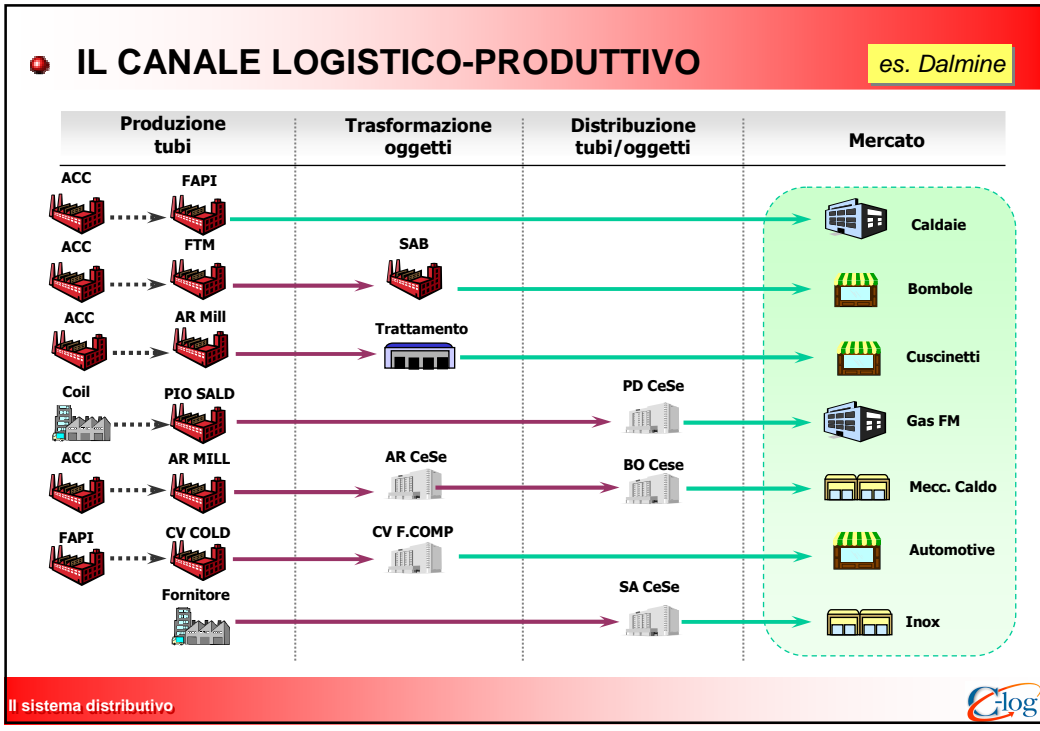 IL CANALE LOGISTICO-PRODUTTIVO
es. Dalmine
Produzione
tubi
Trasformazione
oggetti
Distribuzione
tubi/oggetti
Mercato
ACC
FAPI
Caldaie
ACC
FTM
SAB
Bombole
ACC
AR Mill
Trattamento
Cuscinetti
Coil
PIO SALD
PD CeSe
Gas FM
ACC
AR MILL
AR CeSe
BO Cese
Mecc. Caldo
FAPI
CV COLD
CV F.COMP
Automotive
Fornitore
SA CeSe
Inox
Il sistema distributivo
C-log